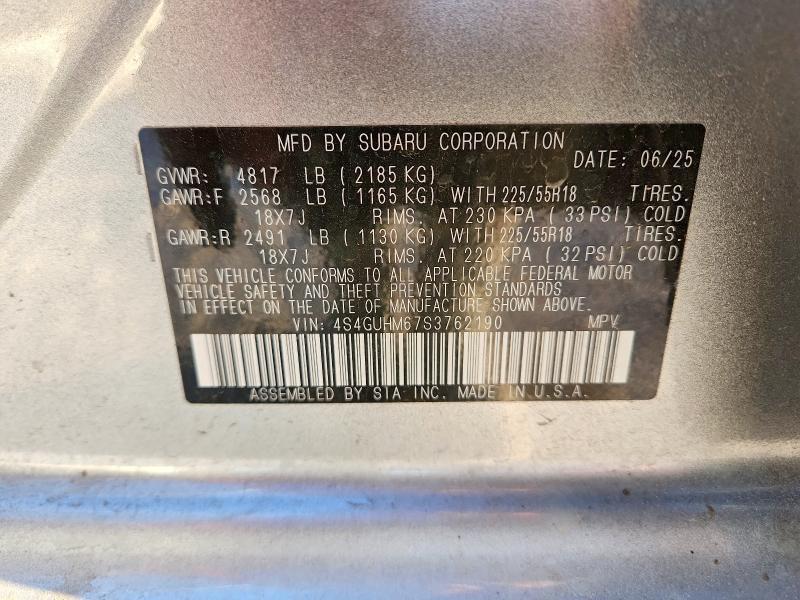 MFD BY SUBARU CORPORATION
DATE: 06/25
GVWR: 4817 LB ( 2185 KG)
GAWR:F 2568 LB ( 1165 KG) WITH 225/55R18 TIRES.
18X7J RIMS. AT 230 KPA ( 33 PSI) COLD
GAWR:R 2491 LB ( 1130 KG) WITH 225/55R18 TIRES.
18X7J RIMS. AT 220 KPA ( 32 PSI) COLD
THIS VEHICLE CONFORMS TO ALL APPLICABLE FEDERAL MOTOR
VEHICLE SAFETY AND THEFT PREVENTION STANDARDS
IN EFFECT ON THE DATE OF MANUFACTURE SHOWN ABOVE.
VIN: 4S4GUHM67S3762190 MPV
ASSEMBLED BY SIA INC. MADE IN U.S.A.